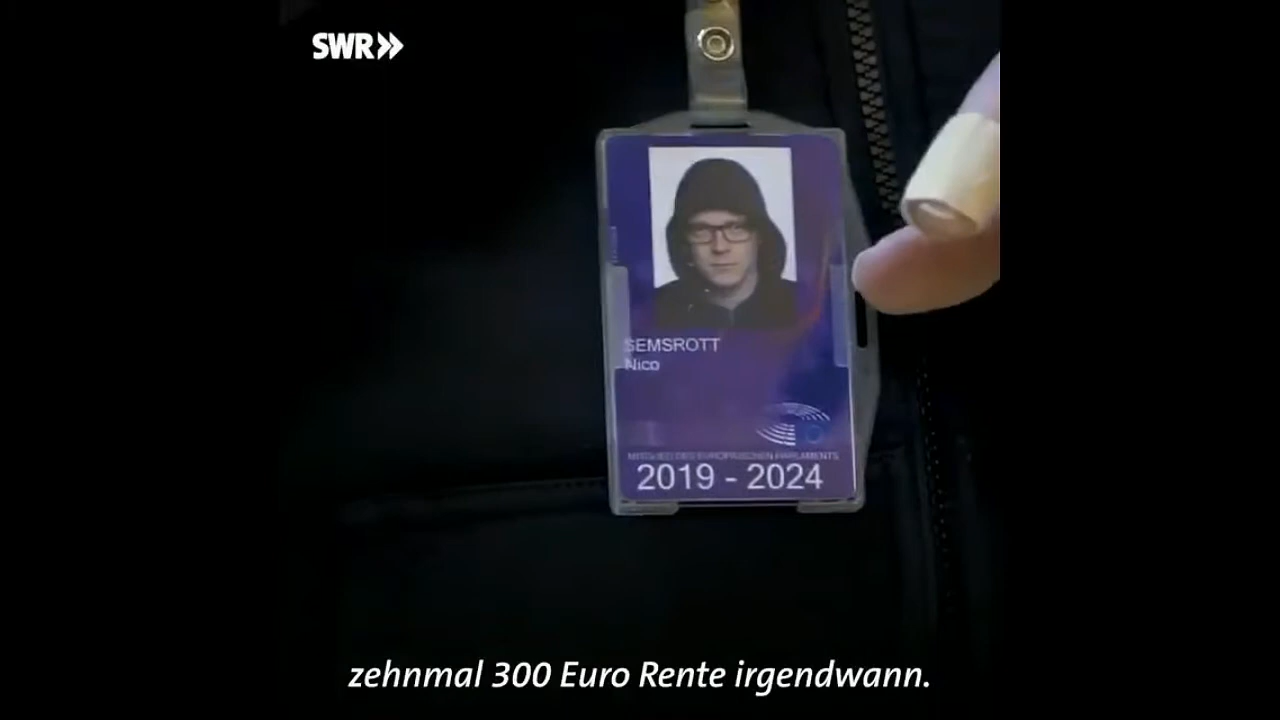 SWR»
SEMSROTT
Nico
MITGLIED DES EUROPÄISCHEN PARLAMENTS
2019 - 2024
zehnmal 300 Euro Rente irgendwann.